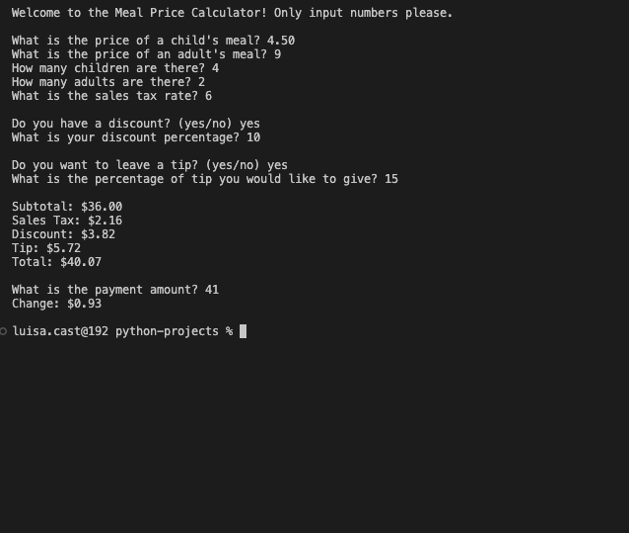 Welcome to the Meal Price Calculator! Only input numbers please.
What is the price of a child's meal? 4.50
What is the price of an adult's meal? 9
How many children are there? 4
How many adults are there? 2
What is the sales tax rate? 6
Do you have a discount? (yes/no) yes
What is your discount percentage? 10
Do you want to leave a tip? (yes/no) yes
What is the percentage of tip you would like to give? 15
Subtotal: $36.00
Sales Tax: $2.16
Discount: $3.82
Tip: $5.72
Total: $40.07
What is the payment amount? 41
Change: $0.93
luisa.cast@192 python-projects %